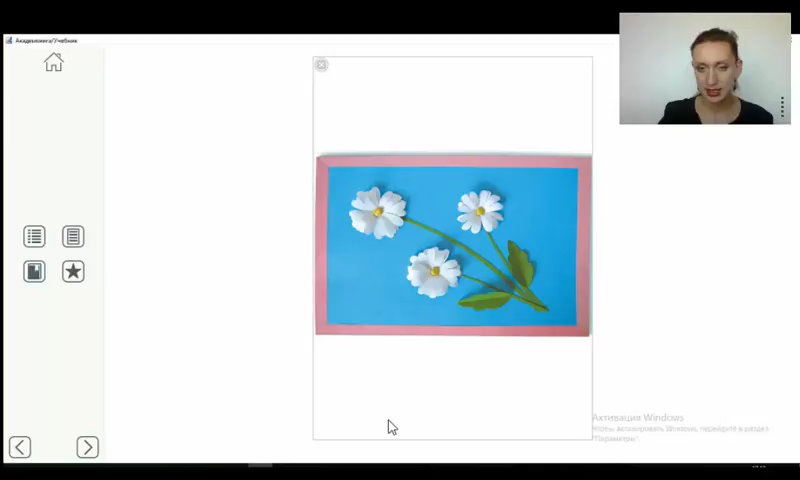 Академкнига/Учебник
Активация Windows
Чтобы активировать Windows, перейдите в раздел
"Параметры".